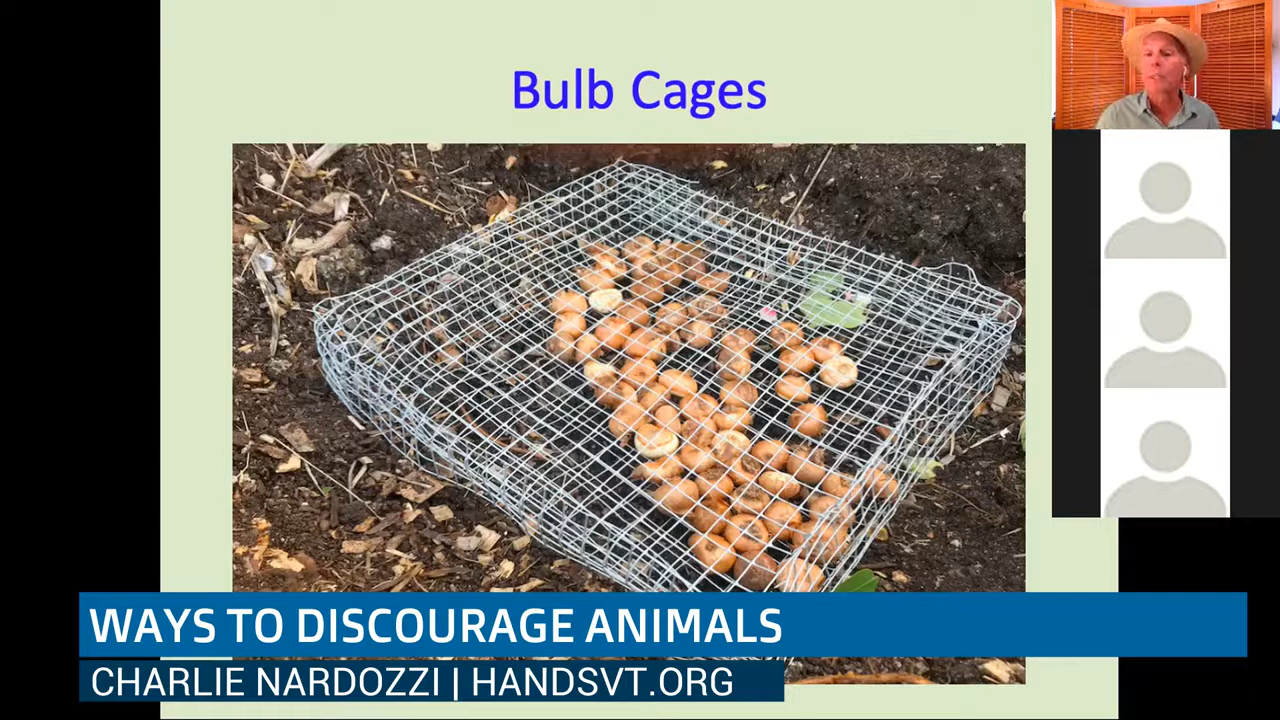 Bulb Cages
WAYS TO DISCOURAGE ANIMALS
CHARLIE NARDOZZI | HANDSVT.ORG